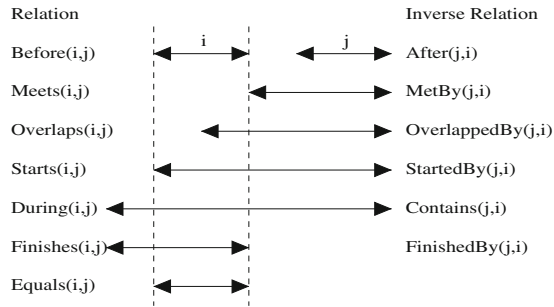 Relation Inverse Relation
Before(i,j) i j After(j,i)
Meets(i,j) MetBy(j,i)
Overlaps(i,j) OverlappedBy(j,i)
Starts(i,j) StartedBy(j,i)
During(i,j) Contains(j,i)
Finishes(i,j) FinishedBy(j,i)
Equals(i,j)